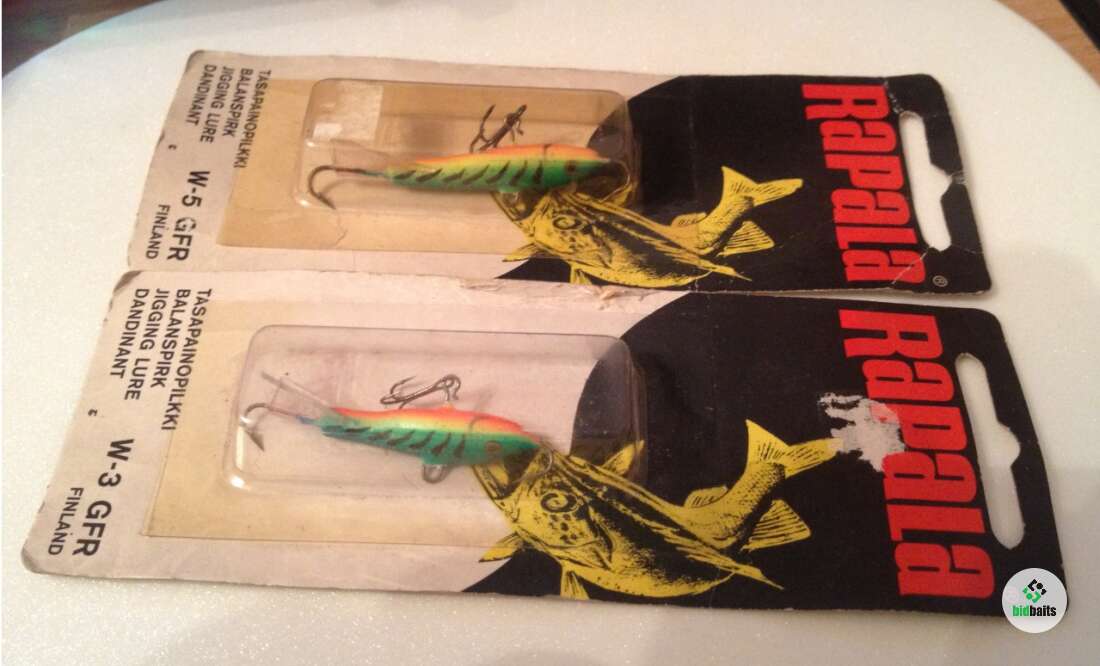 RAPALA
®
TASAPAINOPILKKI
BALANSPIRK
JIGGING LURE
DANDINANT
W-5 GFR
FINLAND
RAPALA
TASAPAINOPILKKI
BALANSPIRK
JIGGING LURE
DANDINANT
W-3 GFR
FINLAND
bidbaits